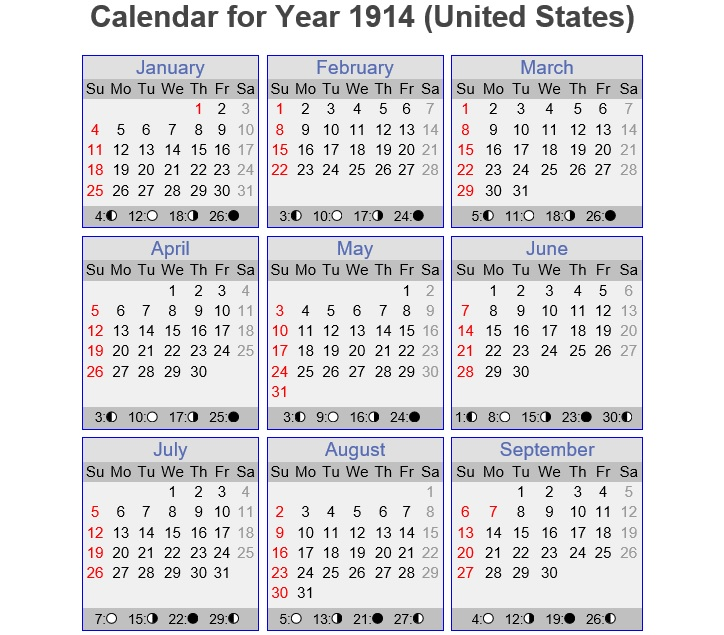 Calendar for Year 1914 (United States)
January
Su Mo Tu We Th Fr Sa
1 2 3
4 5 6 7 8 9 10
11 12 13 14 15 16 17
18 19 20 21 22 23 24
25 26 27 28 29 30 31
4: 12: 18: 26:
February
Su Mo Tu We Th Fr Sa
1 2 3 4 5 6 7
8 9 10 11 12 13 14
15 16 17 18 19 20 21
22 23 24 25 26 27 28
3: 10: 17: 24:
March
Su Mo Tu We Th Fr Sa
1 2 3 4 5 6 7
8 9 10 11 12 13 14
15 16 17 18 19 20 21
22 23 24 25 26 27 28
29 30 31
5: 11: 18: 26:
April
Su Mo Tu We Th Fr Sa
1 2 3 4
5 6 7 8 9 10 11
12 13 14 15 16 17 18
19 20 21 22 23 24 25
26 27 28 29 30
3: 10: 17: 25:
May
Su Mo Tu We Th Fr Sa
1 2
3 4 5 6 7 8 9
10 11 12 13 14 15 16
17 18 19 20 21 22 23
24 25 26 27 28 29 30
31
3: 9: 16: 24:
June
Su Mo Tu We Th Fr Sa
1 2 3 4 5 6
7 8 9 10 11 12 13
14 15 16 17 18 19 20
21 22 23 24 25 26 27
28 29 30
1: 8: 15: 23: 30:
July
Su Mo Tu We Th Fr Sa
1 2 3 4
5 6 7 8 9 10 11
12 13 14 15 16 17 18
19 20 21 22 23 24 25
26 27 28 29 30 31
7: 15: 22: 29:
August
Su Mo Tu We Th Fr Sa
1
2 3 4 5 6 7 8
9 10 11 12 13 14 15
16 17 18 19 20 21 22
23 24 25 26 27 28 29
30 31
5: 13: 21: 27:
September
Su Mo Tu We Th Fr Sa
1 2 3 4 5
6 7 8 9 10 11 12
13 14 15 16 17 18 19
20 21 22 23 24 25 26
27 28 29 30
4: 12: 19: 26: